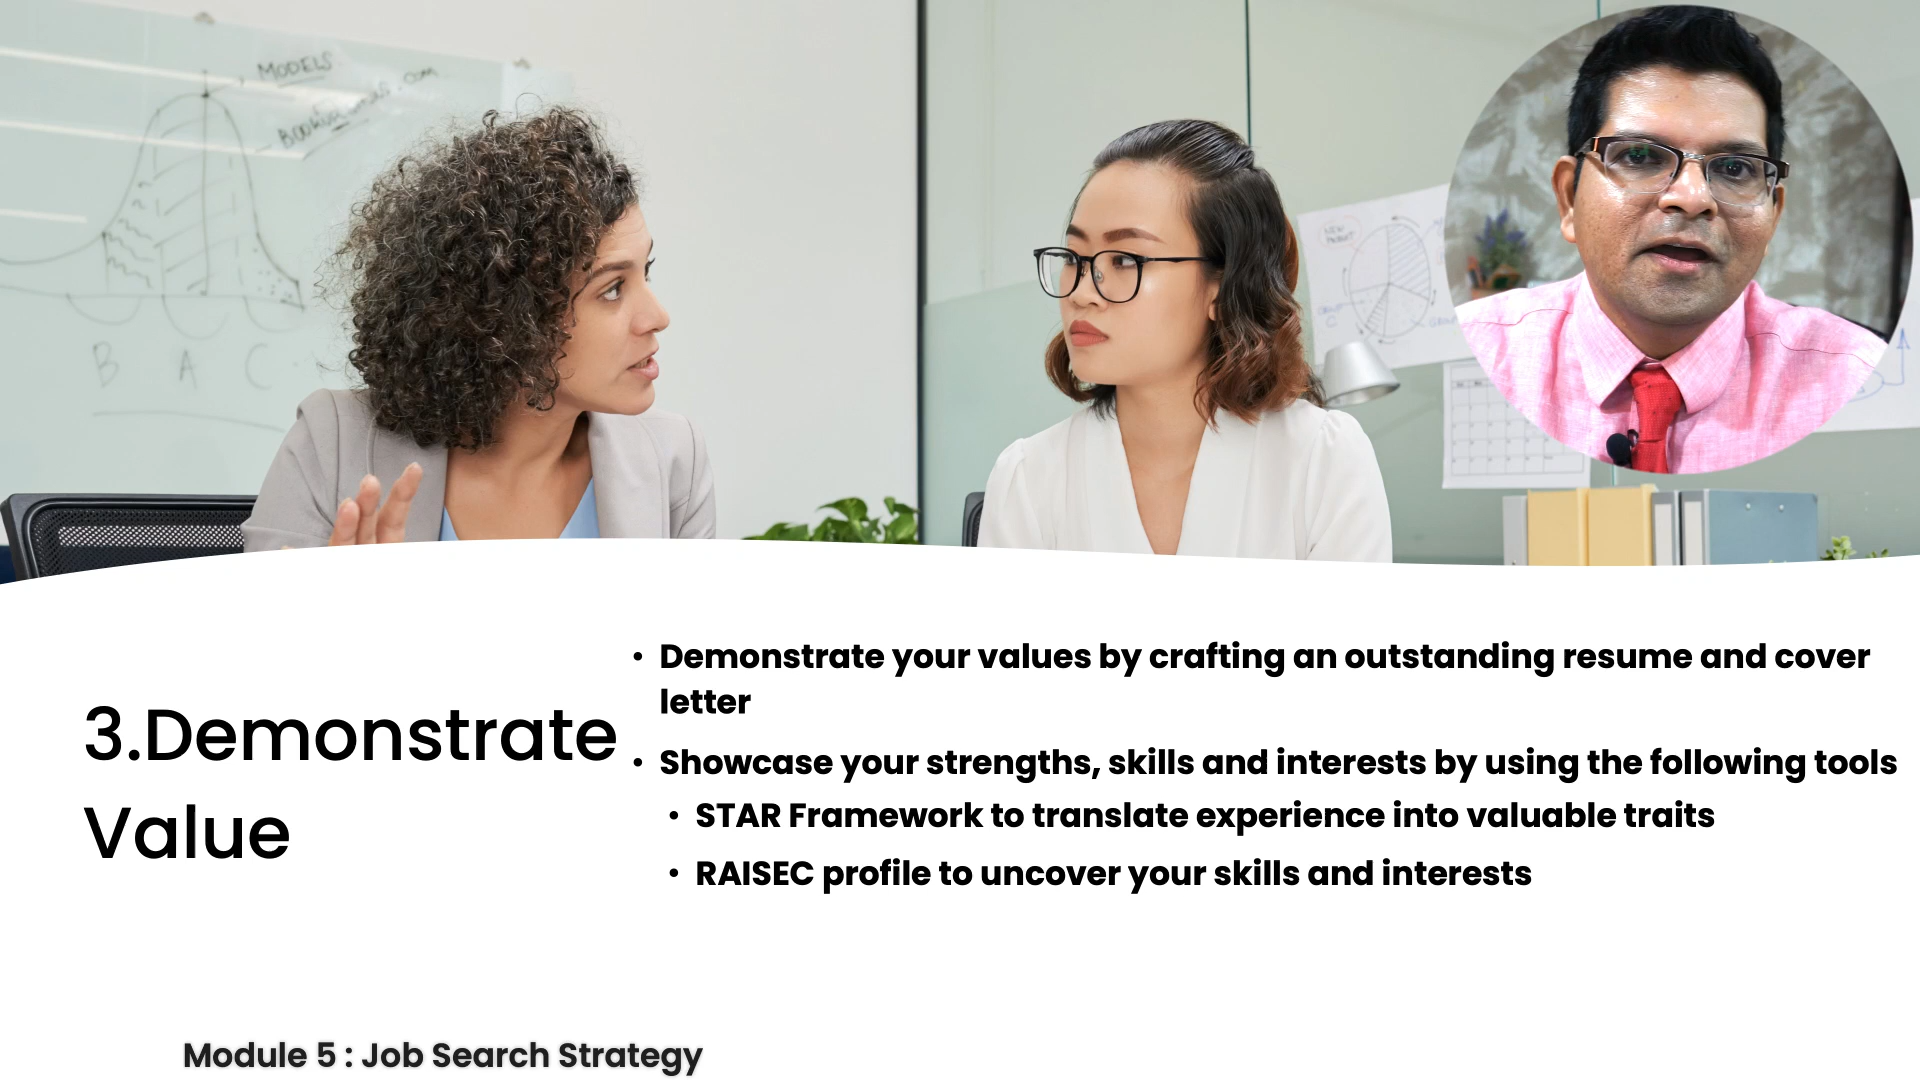 MODELS
B A C
3.Demonstrate
Value
• Demonstrate your values by crafting an outstanding resume and cover
letter
• Showcase your strengths, skills and interests by using the following tools
• STAR Framework to translate experience into valuable traits
• RAISEC profile to uncover your skills and interests
Module 5 : Job Search Strategy